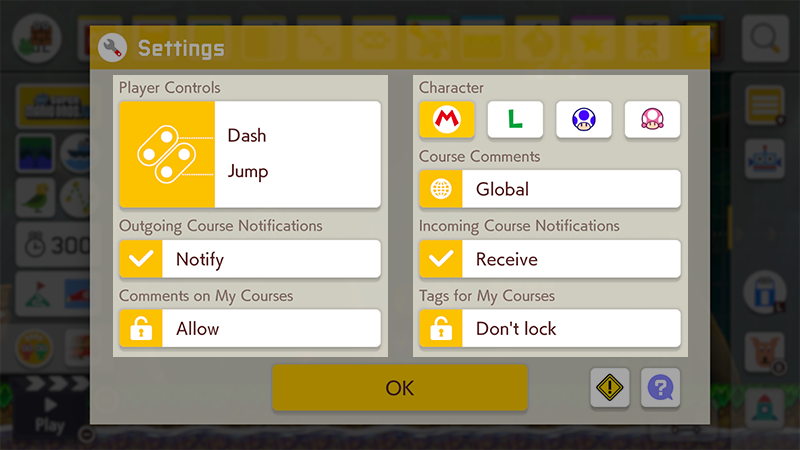 Settings
Player Controls
Dash
Jump
Outgoing Course Notifications
Notify
Comments on My Courses
Allow
Character
M L
Course Comments
Global
Incoming Course Notifications
Receive
Tags for My Courses
Don't lock
OK
300
Play